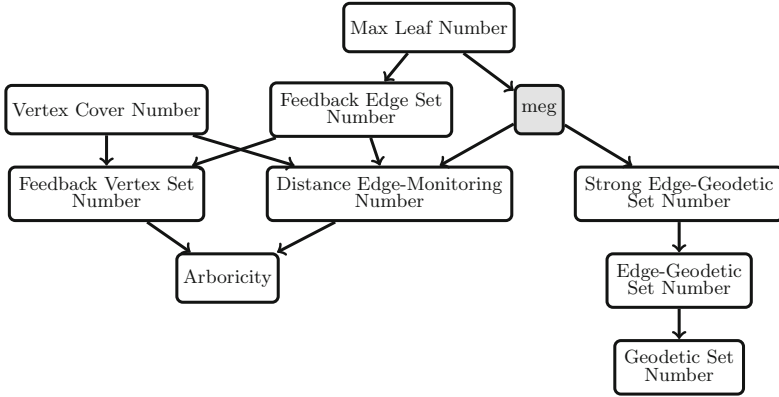 Max Leaf Number
Vertex Cover Number
Feedback Edge Set
Number
meg
Feedback Vertex Set
Number
Distance Edge-Monitoring
Number
Strong Edge-Geodetic
Set Number
Arboricity
Edge-Geodetic
Set Number
Geodetic Set
Number